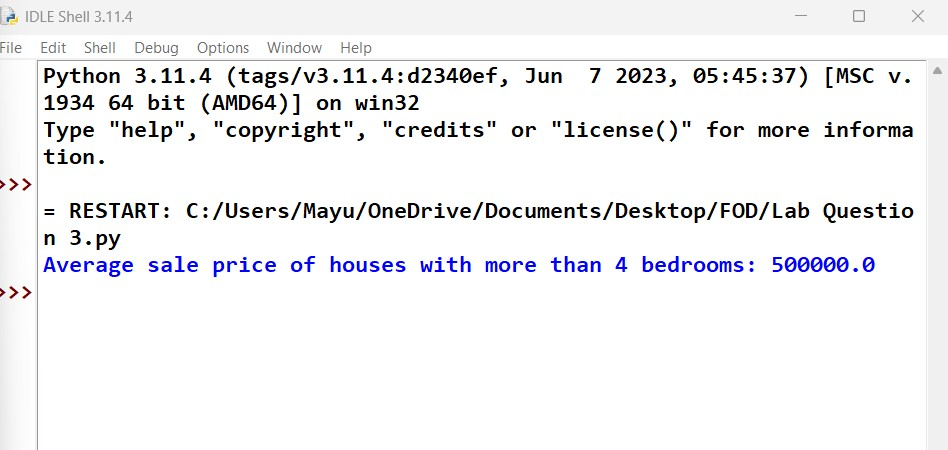 IDLE Shell 3.11.4
File Edit Shell Debug Options Window Help
Python 3.11.4 (tags/v3.11.4:d2340ef, Jun  7 2023, 05:45:37) [MSC v.
1934 64 bit (AMD64)] on win32
Type "help", "copyright", "credits" or "license()" for more informa
tion.
>>>
= RESTART: C:/Users/Mayu/OneDrive/Documents/Desktop/FOD/Lab Questio
n 3.py
Average sale price of houses with more than 4 bedrooms: 500000.0
>>>